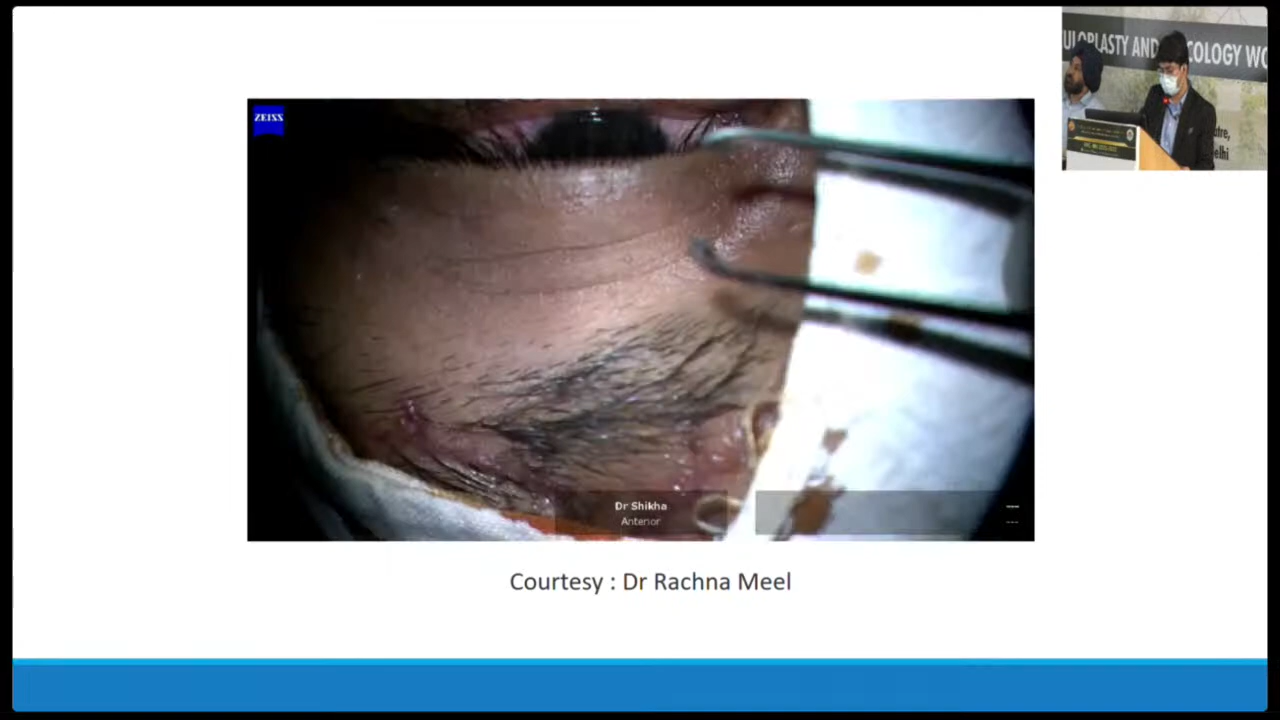 ULOPLASTY AND
COLOGY WO
ZEISS
Dr Shikha
Anterior
Courtesy : Dr Rachna Meel